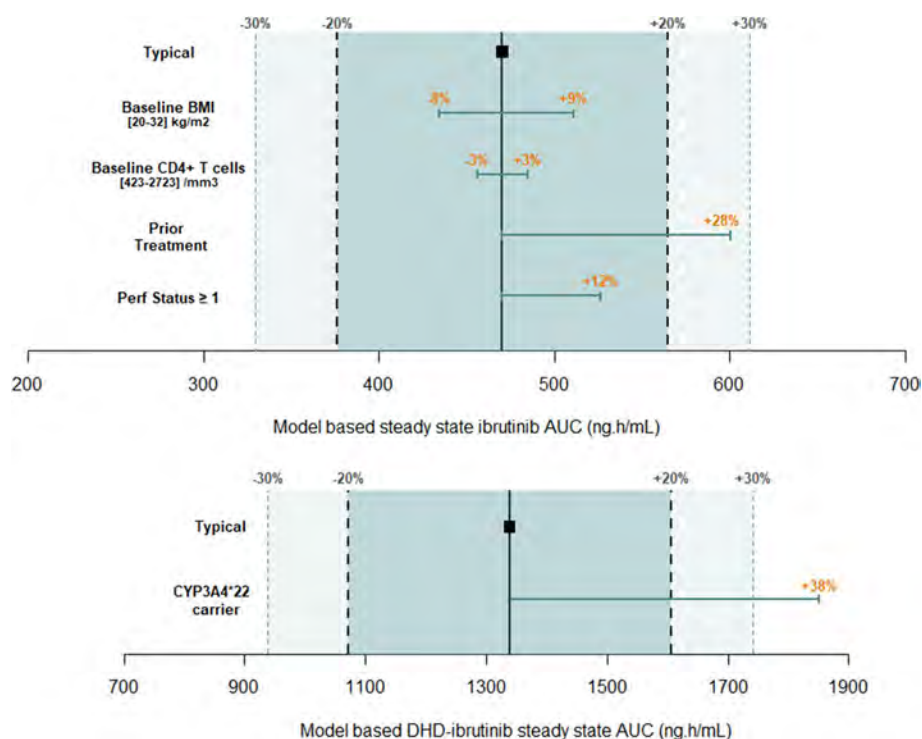 -30% -20% +20% +30%
Typical
Baseline BMI
[20-32] kg/m2
-8% +9%
Baseline CD4+ T cells
[423-2723] /mm3
-3% +3%
Prior
Treatment
+28%
Perf Status ≥ 1
+12%
200 300 400 500 600 700
Model based steady state ibrutinib AUC (ng.h/mL)
-30% -20% +20% +30%
Typical
CYP3A4*22
carrier
+38%
700 900 1100 1300 1500 1700 1900
Model based DHD-ibrutinib steady state AUC (ng.h/mL)